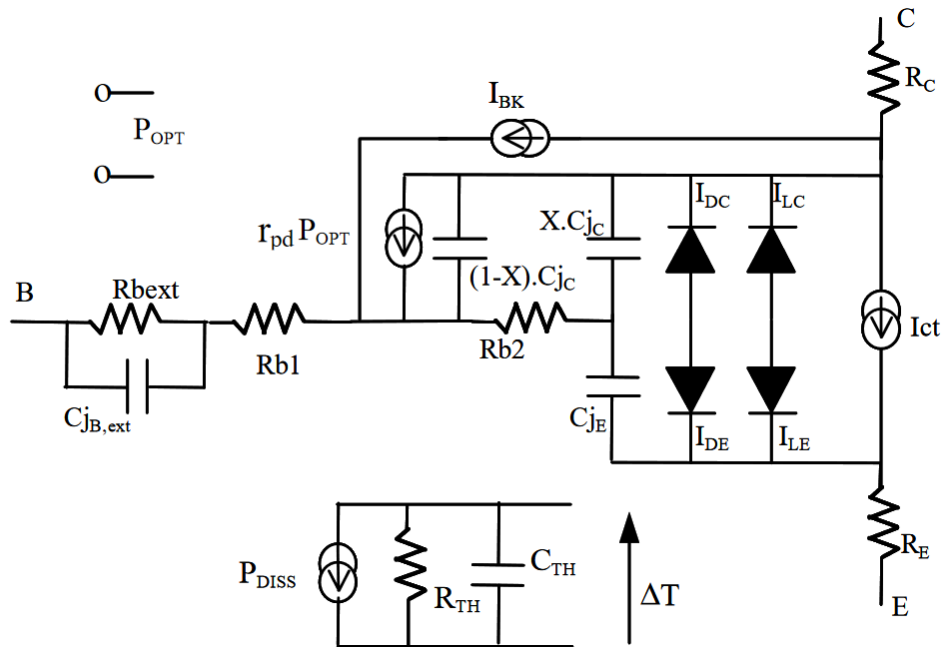 C
R_C
I_BK
P_OPT
I_DC
I_LC
r_pd P_OPT
X.Cj_C
(1-X).Cj_C
B
Rbext
Rb1
Rb2
Ict
Cj_B,ext
Cj_E
I_DE
I_LE
R_E
P_DISS
R_TH
C_TH
ΔT
E